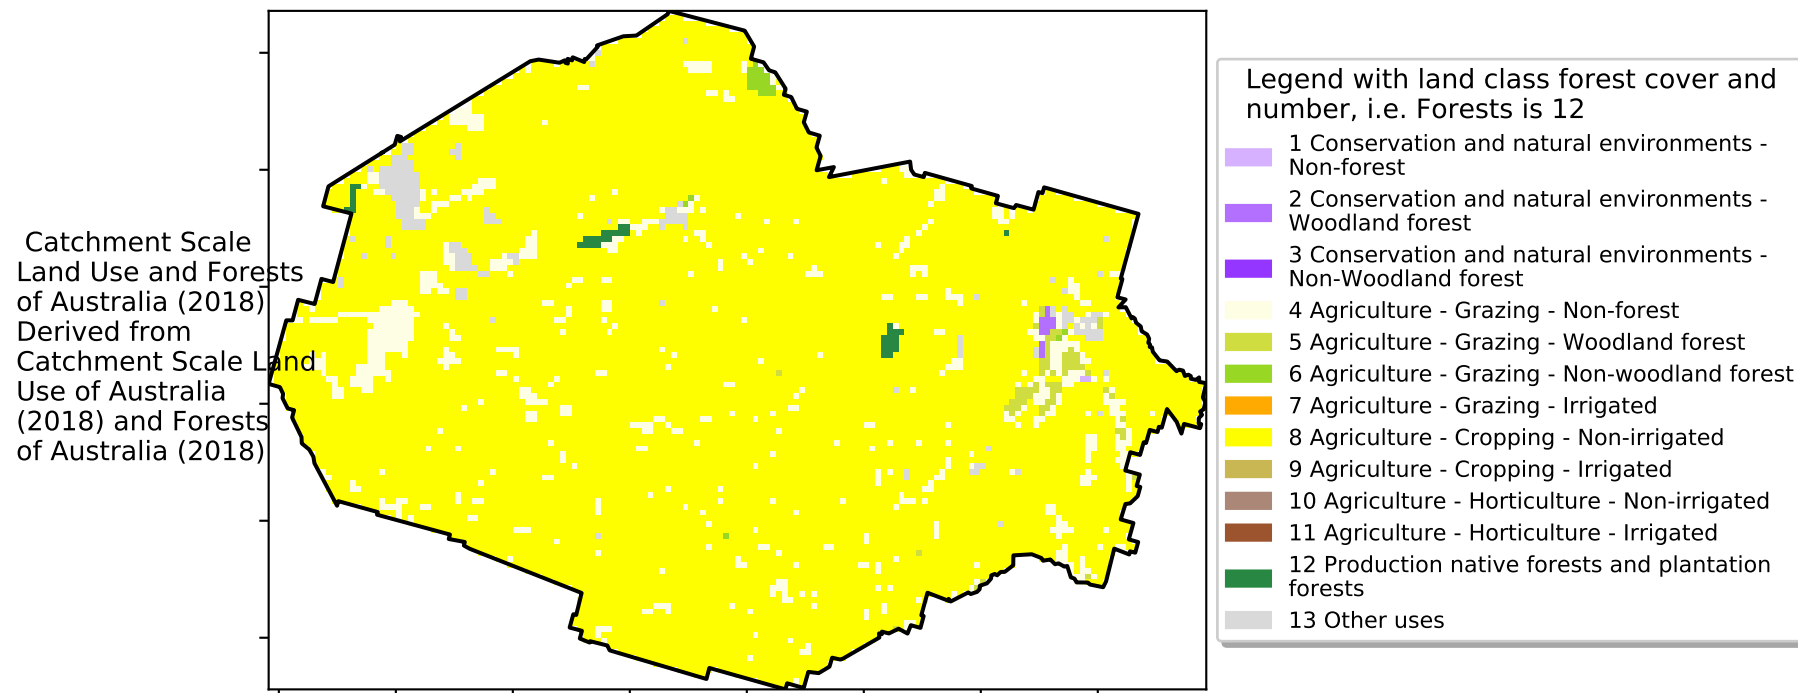 Catchment Scale
Land Use and Forests
of Australia (2018)
Derived from
Catchment Scale Land
Use of Australia
(2018) and Forests
of Australia (2018)
Legend with land class forest cover and
number, i.e. Forests is 12
1 Conservation and natural environments -
Non-forest
2 Conservation and natural environments -
Woodland forest
3 Conservation and natural environments -
Non-Woodland forest
4 Agriculture - Grazing - Non-forest
5 Agriculture - Grazing - Woodland forest
6 Agriculture - Grazing - Non-woodland forest
7 Agriculture - Grazing - Irrigated
8 Agriculture - Cropping - Non-irrigated
9 Agriculture - Cropping - Irrigated
10 Agriculture - Horticulture - Non-irrigated
11 Agriculture - Horticulture - Irrigated
12 Production native forests and plantation
forests
13 Other uses